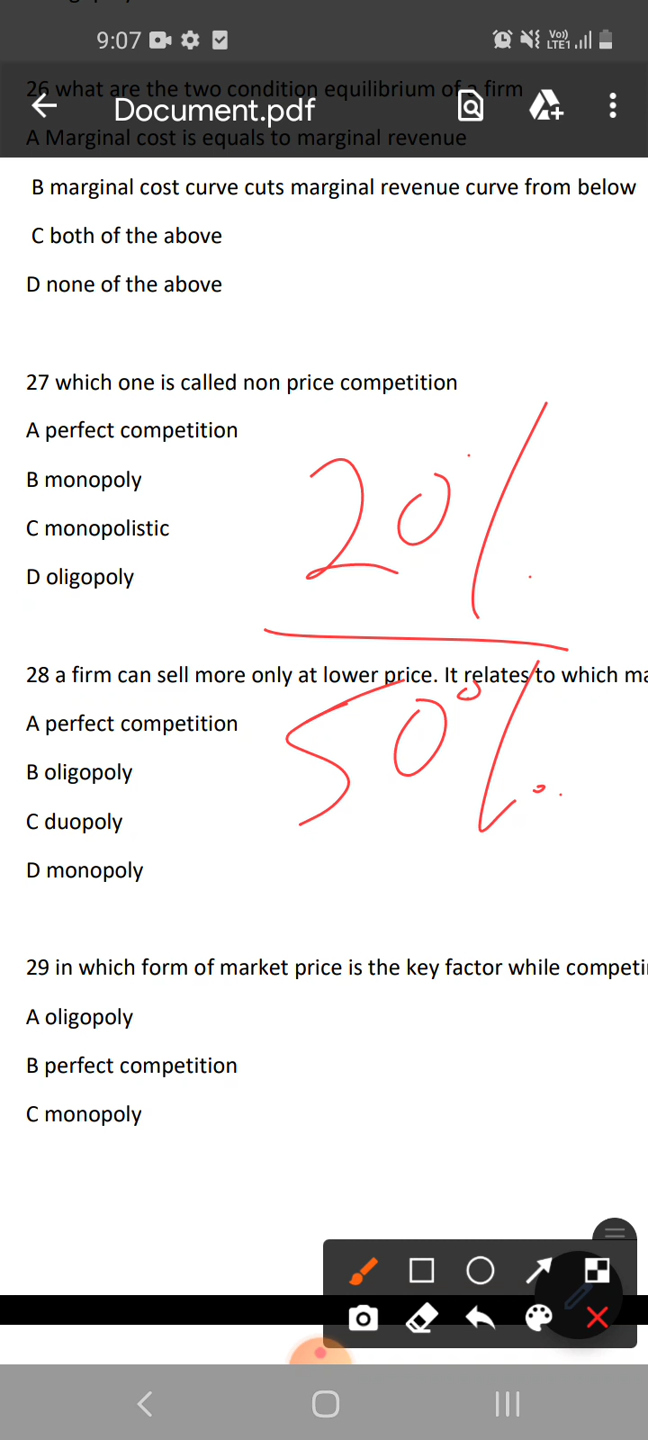 9:07
Vo)) LTE1
26 what are the two condition equilibrium of a firm
Document.pdf
A Marginal cost is equals to marginal revenue
B marginal cost curve cuts marginal revenue curve from below
C both of the above
D none of the above
27 which one is called non price competition
A perfect competition
B monopoly
C monopolistic
D oligopoly
20%
28 a firm can sell more only at lower price. It relates to which ma
50%
A perfect competition
B oligopoly
C duopoly
D monopoly
29 in which form of market price is the key factor while competi
A oligopoly
B perfect competition
C monopoly